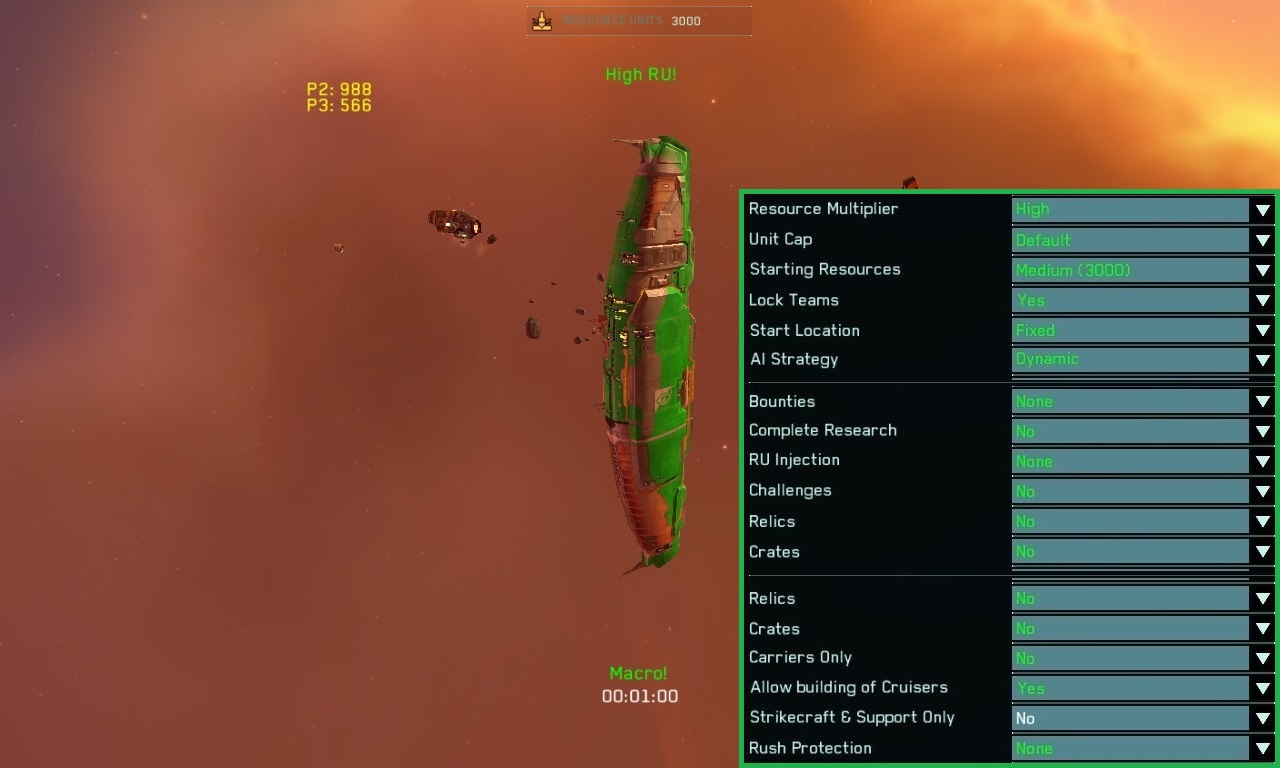 RESOURCE UNITS 3000
High RU!
P2: 988
P3: 566
Resource Multiplier High
Unit Cap Default
Starting Resources Medium (3000)
Lock Teams Yes
Start Location Fixed
AI Strategy Dynamic
Bounties None
Complete Research No
RU Injection None
Challenges No
Relics No
Crates No
Relics No
Crates No
Carriers Only No
Allow building of Cruisers Yes
Strikecraft & Support Only No
Rush Protection None
Macro!
00:01:00